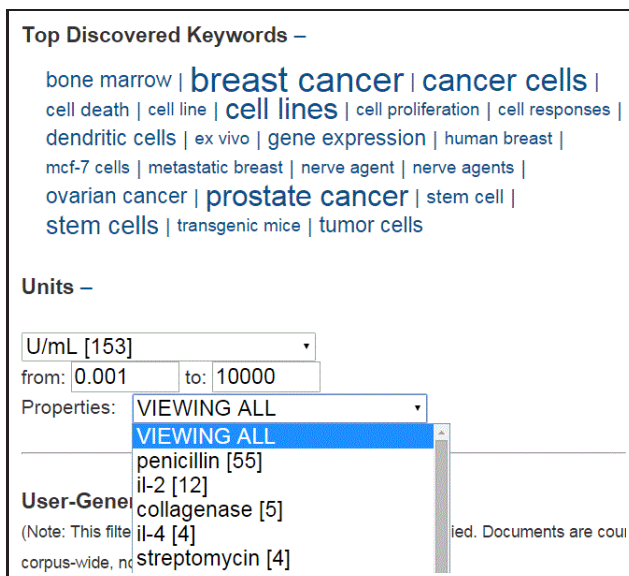 Top Discovered Keywords –
bone marrow | breast cancer | cancer cells |
cell death | cell line | cell lines | cell proliferation | cell responses |
dendritic cells | ex vivo | gene expression | human breast |
mcf-7 cells | metastatic breast | nerve agent | nerve agents |
ovarian cancer | prostate cancer | stem cell |
stem cells | transgenic mice | tumor cells
Units –
U/mL [153]
from: 0.001 to: 10000
Properties: VIEWING ALL
VIEWING ALL
penicillin [55]
il-2 [12]
User-Gene collagenase [5]
(Note: This filte il-4 [4] ied. Documents are cou
corpus-wide, no streptomycin [4]